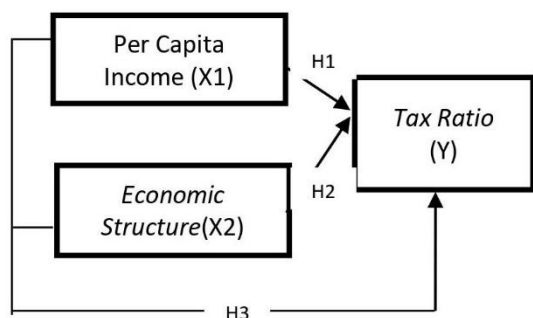 Per Capita
Income (X1)
H1
Tax Ratio
(Y)
Economic
Structure(X2)
H2
H3